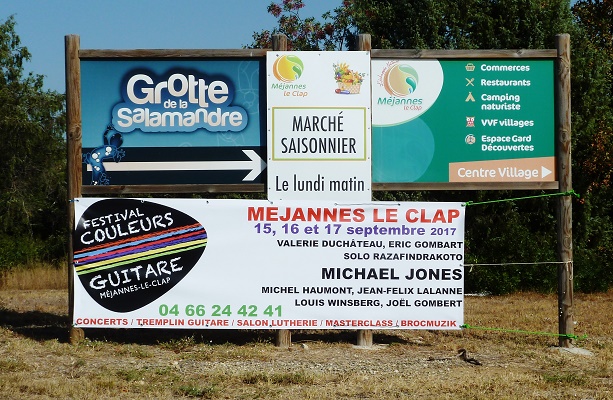 Grotte
de la
Salamandre
Méjannes
le Clap
MARCHÉ
SAISONNIER
Le lundi matin
Méjannes
le Clap
Commerces
Restaurants
Camping
naturiste
VVF villages
Espace Gard
Découvertes
Centre Village
FESTIVAL
COULEURS
GUITARE
MÉJANNES-LE-CLAP
MEJANNES LE CLAP
15, 16 et 17 septembre 2017
VALERIE DUCHÂTEAU, ERIC GOMBART
SOLO RAZAFINDRAKOTO
MICHAEL JONES
MICHEL HAUMONT, JEAN-FELIX LALANNE
LOUIS WINSBERG, JOËL GOMBERT
04 66 24 42 41
CONCERTS / TREMPLIN GUITARE / SALON LUTHERIE / MASTERCLASS / BROCMUZIK